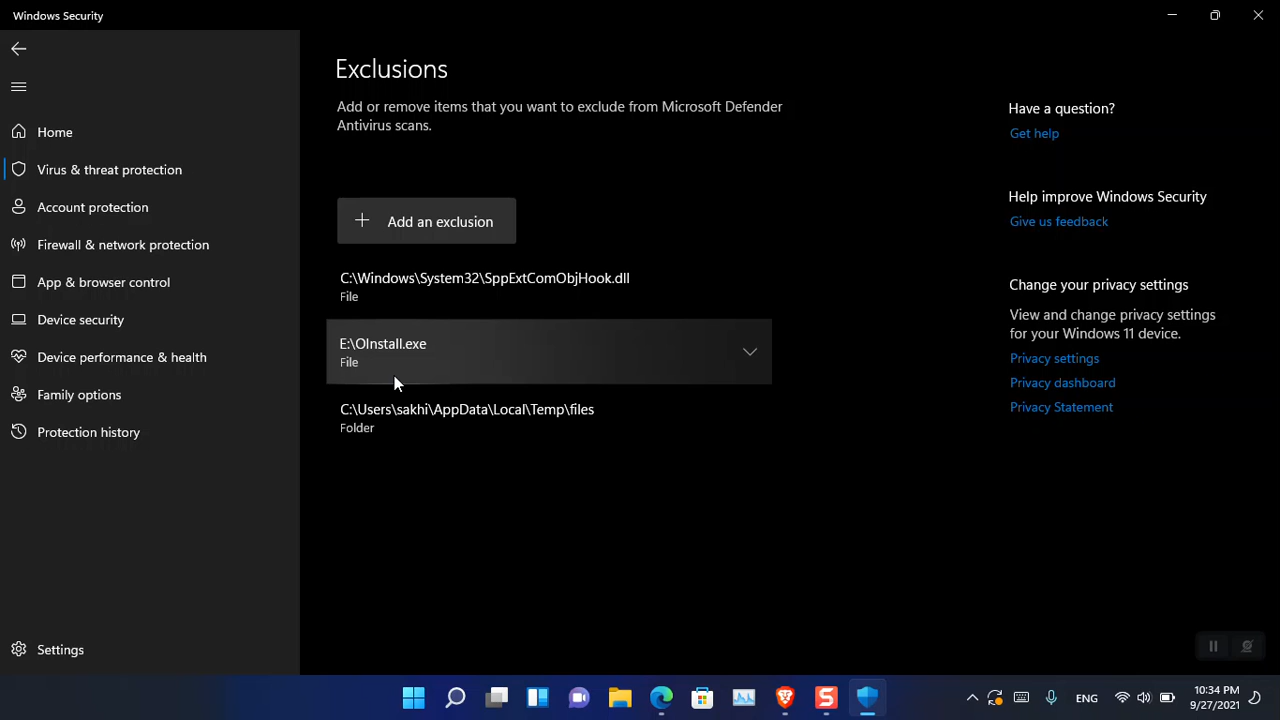 Windows Security
Home
Virus & threat protection
Account protection
Firewall & network protection
App & browser control
Device security
Device performance & health
Family options
Protection history
Settings
Exclusions
Add or remove items that you want to exclude from Microsoft Defender
Antivirus scans.
Add an exclusion
C:\Windows\System32\SppExtComObjHook.dll
File
E:\OInstall.exe
File
C:\Users\sakhi\AppData\Local\Temp\files
Folder
Have a question?
Get help
Help improve Windows Security
Give us feedback
Change your privacy settings
View and change privacy settings
for your Windows 11 device.
Privacy settings
Privacy dashboard
Privacy Statement
S
ENG
10:34 PM
9/27/2021